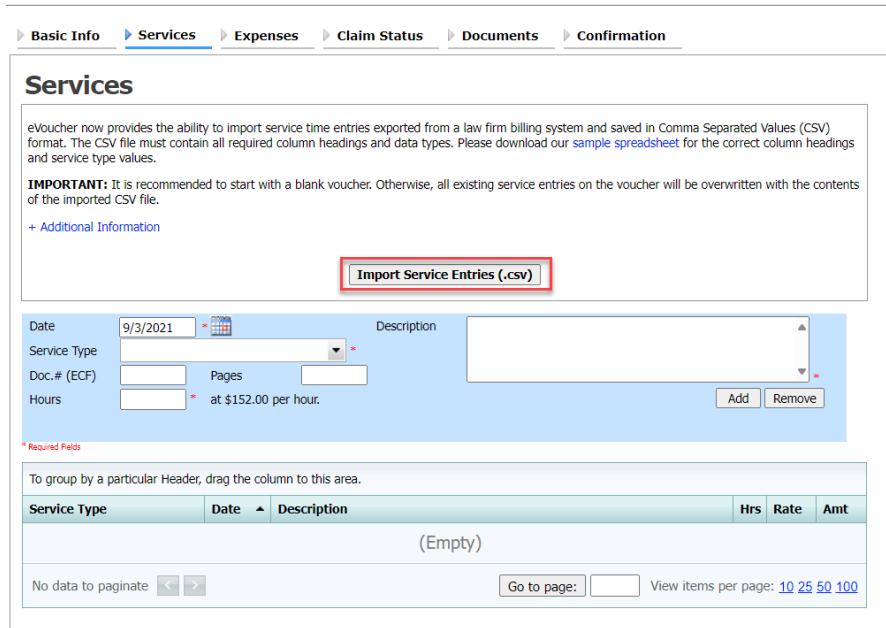 Basic Info Services Expenses Claim Status Documents Confirmation
Services
eVoucher now provides the ability to import service time entries exported from a law firm billing system and saved in Comma Separated Values (CSV)
format. The CSV file must contain all required column headings and data types. Please download our sample spreadsheet for the correct column headings
and service type values.
IMPORTANT: It is recommended to start with a blank voucher. Otherwise, all existing service entries on the voucher will be overwritten with the contents
of the imported CSV file.
+ Additional Information
Import Service Entries (.csv)
Date 9/3/2021 * Description
Service Type *
Doc.# (ECF) Pages *
Hours * at $152.00 per hour. Add Remove
* Required Fields
To group by a particular Header, drag the column to this area.
Service Type Date Description Hrs Rate Amt
(Empty)
No data to paginate < > Go to page: View items per page: 10 25 50 100